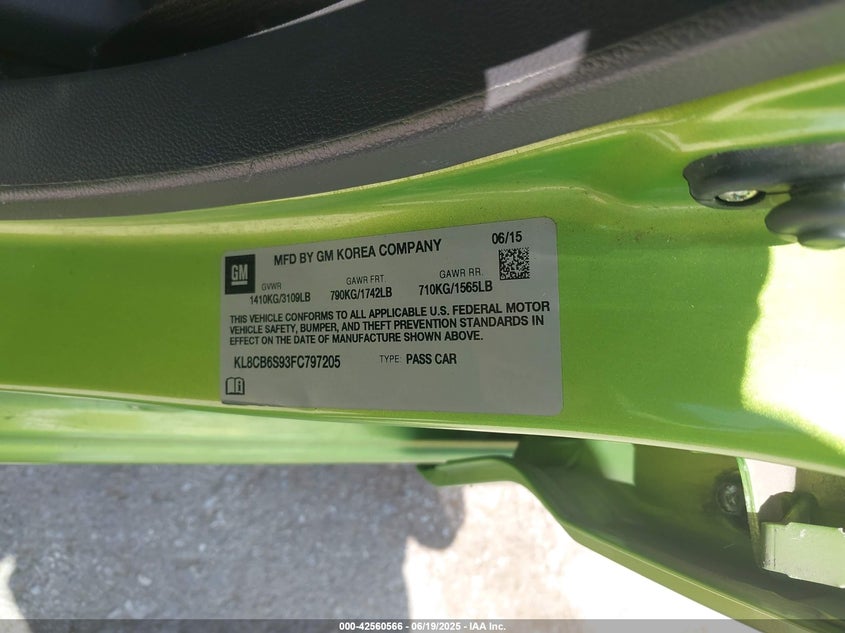 GM
MFD BY GM KOREA COMPANY
06/15
GVWR
1410KG/3109LB
GAWR FRT.
790KG/1742LB
GAWR RR.
710KG/1565LB
THIS VEHICLE CONFORMS TO ALL APPLICABLE U.S. FEDERAL MOTOR
VEHICLE SAFETY, BUMPER, AND THEFT PREVENTION STANDARDS IN
EFFECT ON THE DATE OF MANUFACTURE SHOWN ABOVE.
KL8CB6S93FC797205
TYPE: PASS CAR
000-42560566 - 06/19/2025 - IAA Inc.